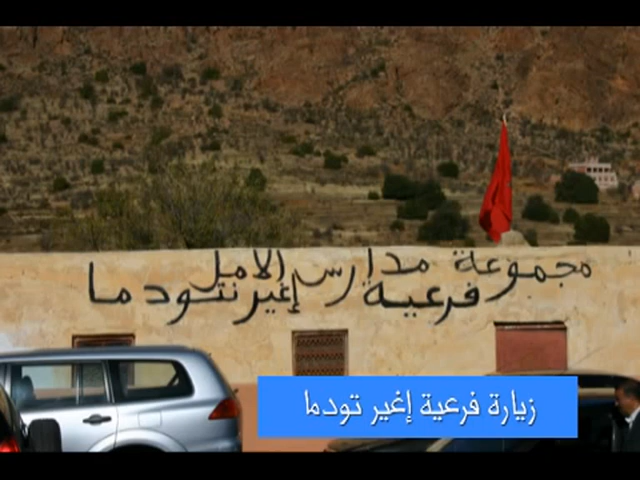 مجموعة مدارس الامل
فرعية إغير نتودما
زيارة فرعية إغير تودما